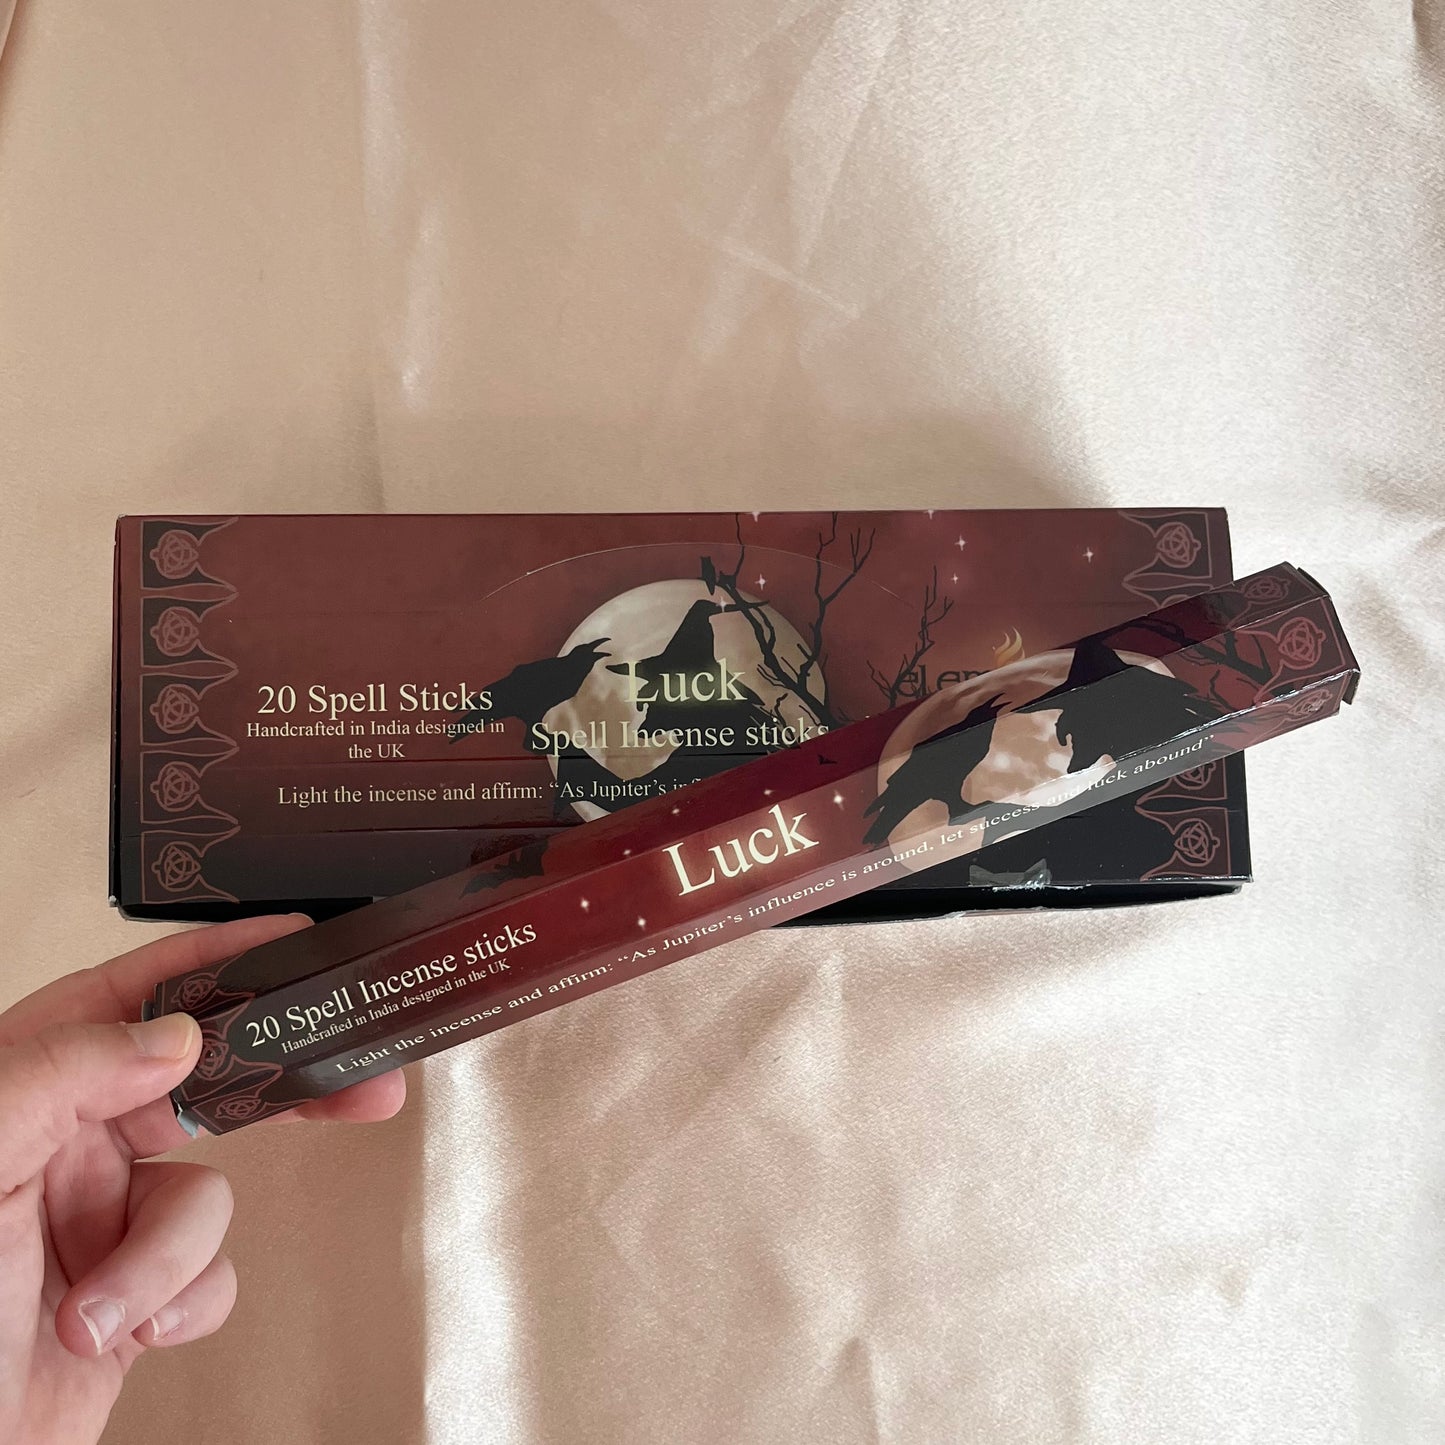 20 Spell Sticks
Handcrafted in India designed in
the UK
Luck
Spell Incense sticks
Light the incense and affirm: “As Jupiter’s
Luck
20 Spell Incense sticks
Handcrafted in India designed in the UK
Light the incense and affirm: “As Jupiter’s influence is around, let success and luck abound”